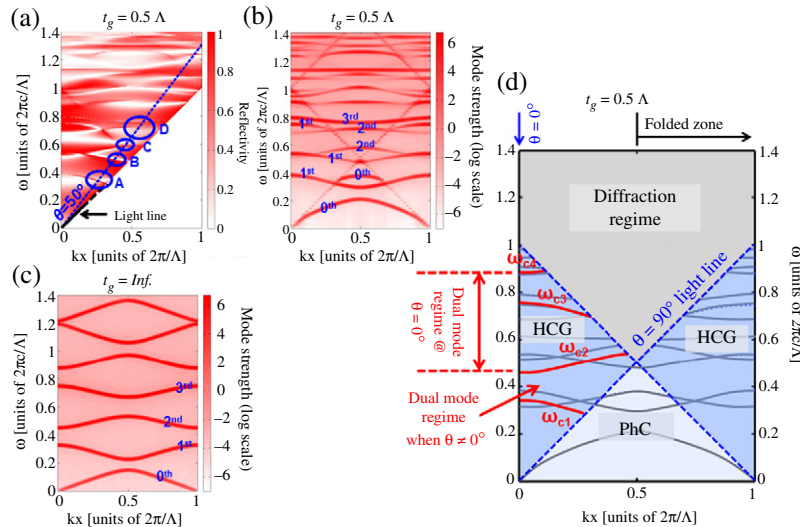 (a)
t_g = 0.5 Λ
1.4
1.2
1
0.8
0.6
0.4
0.2
0
ω [units of 2πc/Λ]
D
C
B
A
θ=50°
Light line
0
0.5
1
kx [units of 2π/Λ]
1
0.8
0.6
0.4
0.2
0
Reflectivity
(b)
t_g = 0.5 Λ
1.4
1.2
1
0.8
0.6
0.4
0.2
0
ω [units of 2πc/Λ]
1st
3rd
2nd
2nd
1st
1st
0th
0th
0
0.5
1
kx [units of 2π/Λ]
6
4
2
0
−2
−4
−6
Mode strength (log scale)
(c)
t_g = Inf.
1.4
1.2
1
0.8
0.6
0.4
0.2
0
ω [units of 2πc/Λ]
3rd
2nd
1st
0th
0
0.5
1
kx [units of 2π/Λ]
6
4
2
0
−2
−4
−6
Mode strength (log scale)
(d)
t_g = 0.5 Λ
θ = 0°
Folded zone
1.4
1.2
1
0.8
0.6
0.4
0.2
0
Diffraction
regime
ω_c4
ω_c3
HCG
ω_c2
θ = 90° light line
HCG
ω_c1
PhC
Dual mode
regime @
θ = 0°
Dual mode
regime
when θ ≠ 0°
1.4
1.2
1
0.8
0.6
0.4
0.2
0
ω [units of 2πc/Λ]
0
0.5
1
kx [units of 2π/Λ]